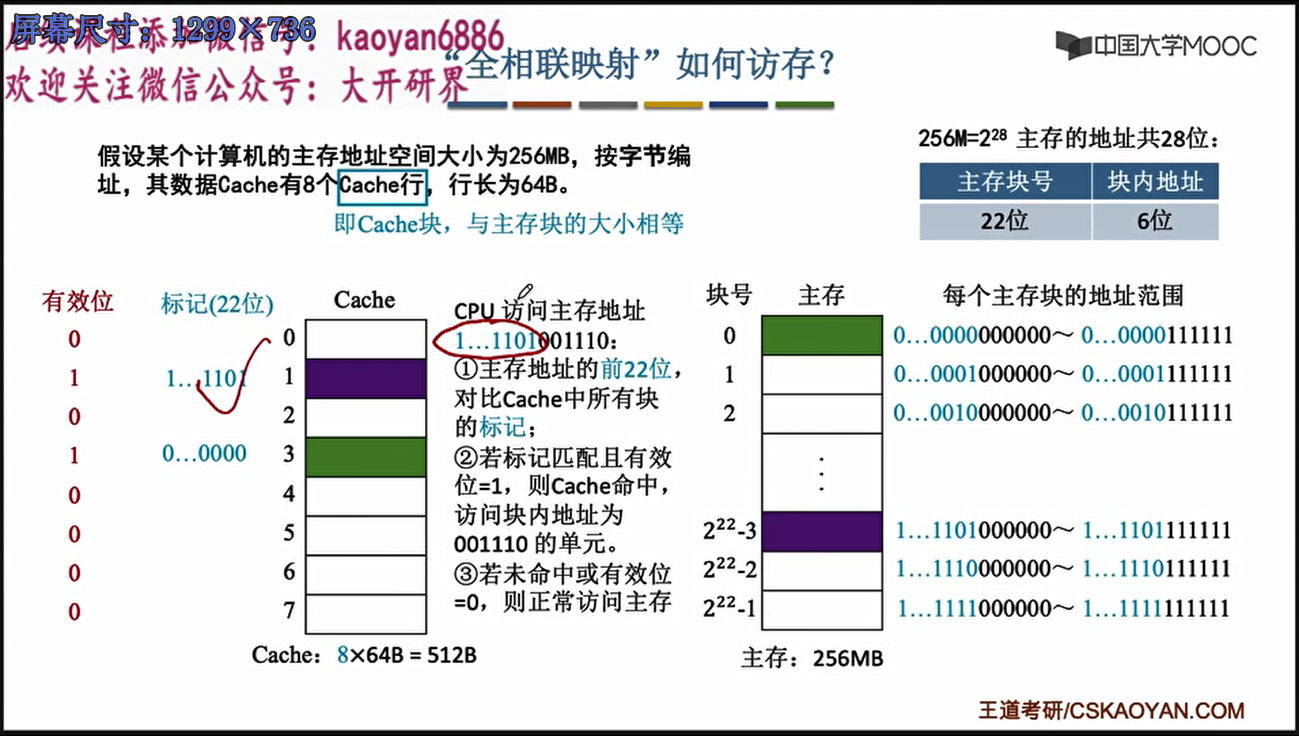 屏幕尺寸：1299×736
后续课程添加微信号：kaoyan6886
欢迎关注微信公众号：大开研界
“全相联映射”如何访存？
中国大学MOOC
假设某个计算机的主存地址空间大小为256MB，按字节编
址，其数据Cache有8个Cache行，行长为64B。
即Cache块，与主存块的大小相等
256M=2²⁸ 主存的地址共28位：
主存块号 块内地址
22位 6位
有效位 标记(22位) Cache
0 0
1 1…1101 1
0 2
1 0…0000 3
0 4
0 5
0 6
0 7
Cache：8×64B = 512B
CPU 访问主存地址
1…1101001110：
①主存地址的前22位，
对比Cache中所有块
的标记；
②若标记匹配且有效
位=1，则Cache命中，
访问块内地址为
001110 的单元。
③若未命中或有效位
=0，则正常访问主存
块号 主存 每个主存块的地址范围
0 0…0000000000～ 0…0000111111
1 0…0001000000～ 0…0001111111
2 0…0010000000～ 0…0010111111
⋮
2²²-3 1…1101000000～ 1…1101111111
2²²-2 1…1110000000～ 1…1110111111
2²²-1 1…1111000000～ 1…1111111111
主存：256MB
王道考研/CSKAOYAN.COM